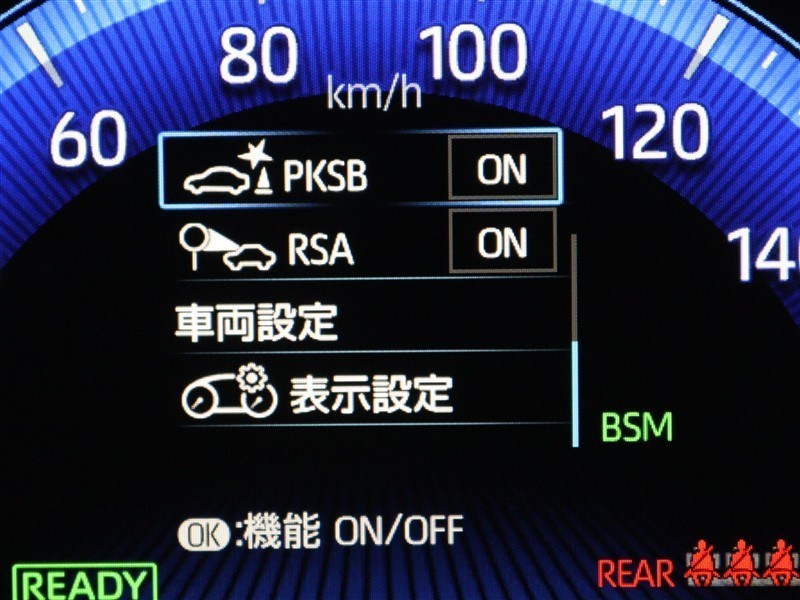 80
100
km/h
60
120
PKSB ON
RSA ON
140
車両設定
表示設定
BSM
OK:機能 ON/OFF
READY
REAR